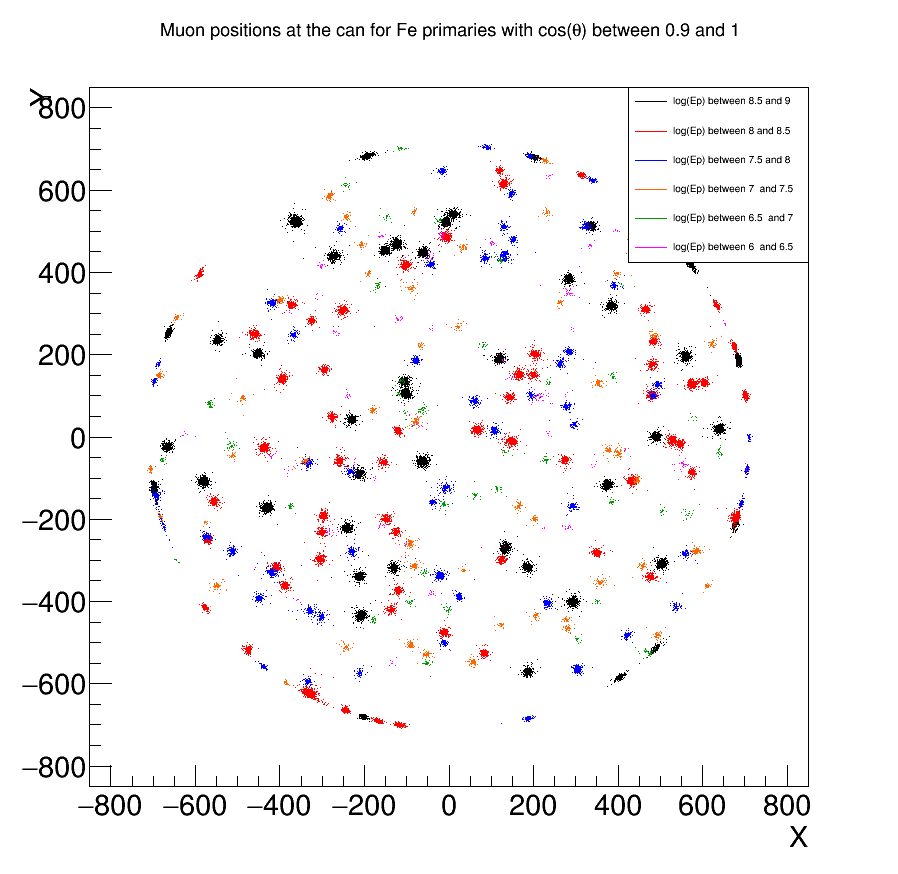 Muon positions at the can for Fe primaries with cos(θ) between 0.9 and 1
Y
log(Ep) between 8.5 and 9
log(Ep) between 8 and 8.5
log(Ep) between 7.5 and 8
log(Ep) between 7 and 7.5
log(Ep) between 6.5 and 7
log(Ep) between 6 and 6.5
800
600
400
200
0
−200
−400
−600
−800
−800 −600 −400 −200 0 200 400 600 800
X